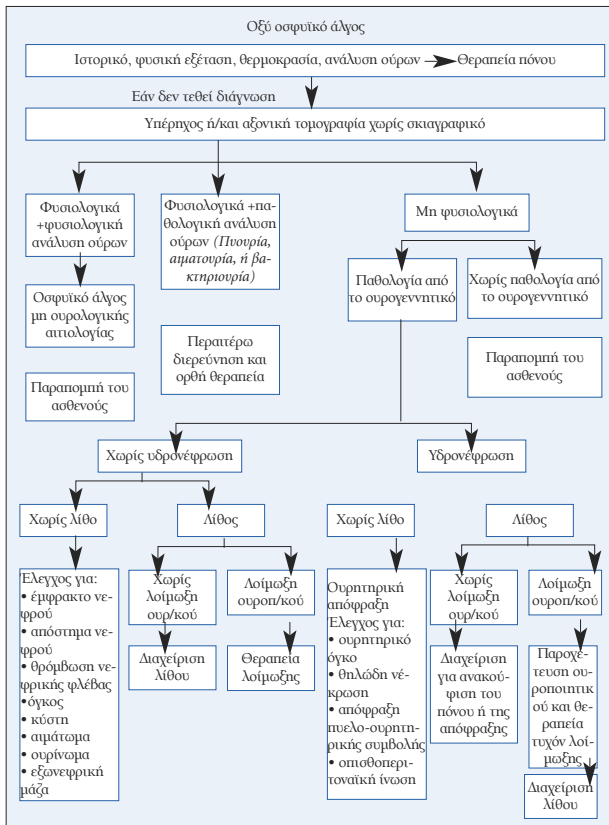 Οξύ οσφυϊκό άλγος
Ιστορικό, φυσική εξέταση, θερμοκρασία, ανάλυση ούρων
Θεραπεία πόνου
Εάν δεν τεθεί διάγνωση
Υπέρηχος ή/και αξονική τομογραφία χωρίς σκιαγραφικό
Φυσιολογικά
+φυσιολογική
ανάλυση ούρων
Φυσιολογικά +πα-
θολογική ανάλυση
ούρων (Πυουρία,
αιματουρία, ή βα-
κτηριουρία)
Μη φυσιολογικά
Παθολογία από
το ουρογεννητικό
Χωρίς παθολογία από
το ουρογεννητικό
Οσφυϊκό άλγος
μη ουρολογικής
αιτιολογίας
Περαιτέρω
διερεύνηση και
ορθή θεραπεία
Παραπομπή του
ασθενούς
Παραπομπή του
ασθενούς
Χωρίς υδρονέφρωση
Υδρονέφρωση
Χωρίς λίθο
Λίθος
Χωρίς λίθο
Λίθος
Έλεγχος για:
• έμφρακτο νε-
φρού
• απόστημα νε-
φρού
• θρόμβωση νε-
φρικής φλέβας
• όγκος
• κύστη
• αιμάτωμα
• ουρίνωμα
• εξωνεφρική
μάζα
Χωρίς
λοίμωξη
ουρ/κού
Λοίμωξη
ουροπ/κού
Διαχείριση
λίθου
Θεραπεία
λοίμωξης
Ουρητηρική
απόφραξη
Έλεγχος για:
• ουρητηρικό
όγκο
• θηλώδη νέ-
κρωση
• απόφραξη
πυελο-ουρητη-
ρικής συμβολής
• οπισθοπερι-
τοναϊκή ίνωση
Χωρίς
λοίμωξη
ουρ/κού
Λοίμωξη
ουροπ/κού
Διαχείριση
για ανακού-
φιση του
πόνου ή της
απόφραξης
Παροχέ-
τευση ου-
ροποιητικ
ού και θε-
ραπεία
τυχόν λοί-
μωξης
Διαχείριση
λίθου